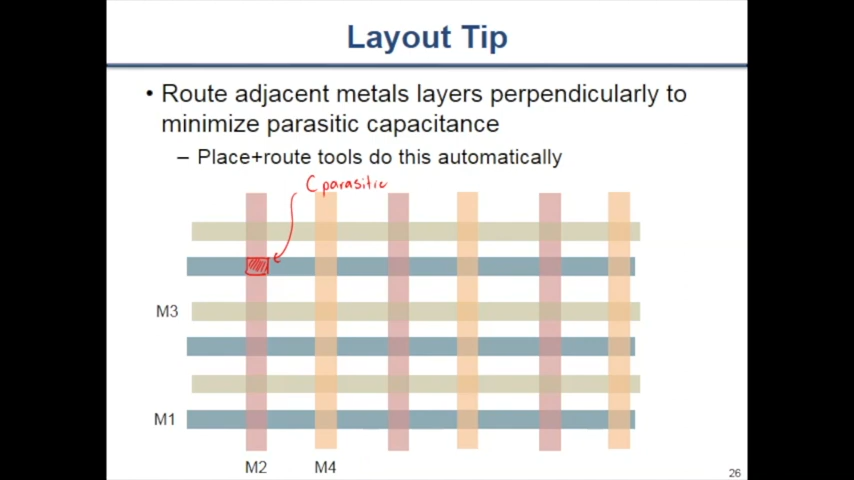 Layout Tip
• Route adjacent metals layers perpendicularly to
minimize parasitic capacitance
– Place+route tools do this automatically
C parasitic
M3
M1
M2 M4
26